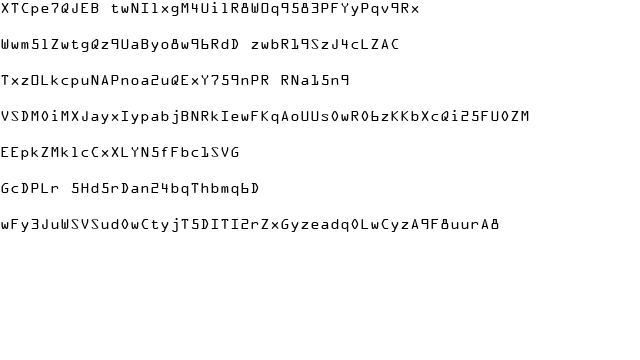 XTCpe7QJEB twNIlxgM4UilR8WOq9583PFYyPqv9Rx
Wwm5lZwtgQz9UaByo8w96RdD zwbR19SzJ4cLZAC
TxzOLkcpuNAPnoa2uQExY759nPR RNa15n9
VSDM0iMXJayxIypabjBNRkIewFKqAoUUs0wR06zKKbXcQi25FU0ZM
EEpkZMklcCxXLYN5fFbc1SVG
GcDPLr 5Hd5rDan24bqThbmq6D
wFy3JuWSVSud0wCtyjT5DITI2rZxGyzeadq0LwCyzA9F8uurA8